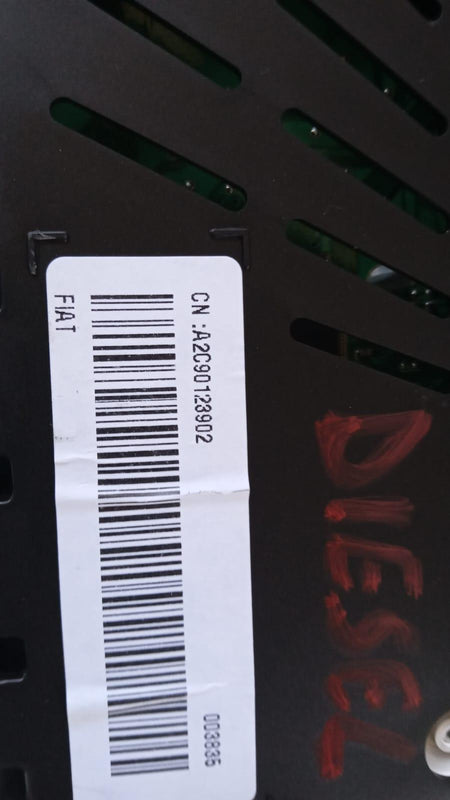 CN :A2C90123902
003835
FIAT
DIESEL